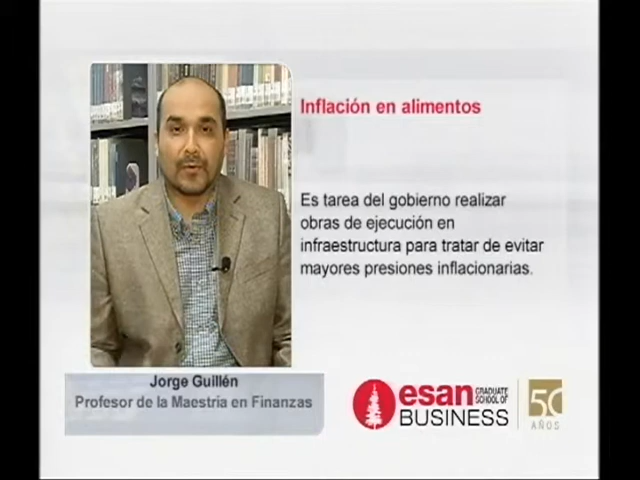 Inflación en alimentos
Es tarea del gobierno realizar
obras de ejecución en
infraestructura para tratar de evitar
mayores presiones inflacionarias.
Jorge Guillén
Profesor de la Maestría en Finanzas
esan GRADUATE
SCHOOL OF
BUSINESS
50
AÑOS